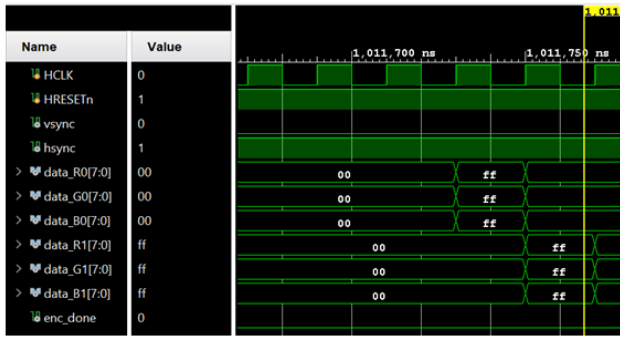 1,011
Name Value
1,011,700 ns 1,011,750 ns
HCLK 0
HRESETn 1
vsync 0
hsync 1
data_R0[7:0] 00 00 ff
data_G0[7:0] 00 00 ff
data_B0[7:0] 00 00 ff
data_R1[7:0] ff 00 ff
data_G1[7:0] ff 00 ff
data_B1[7:0] ff 00 ff
enc_done 0